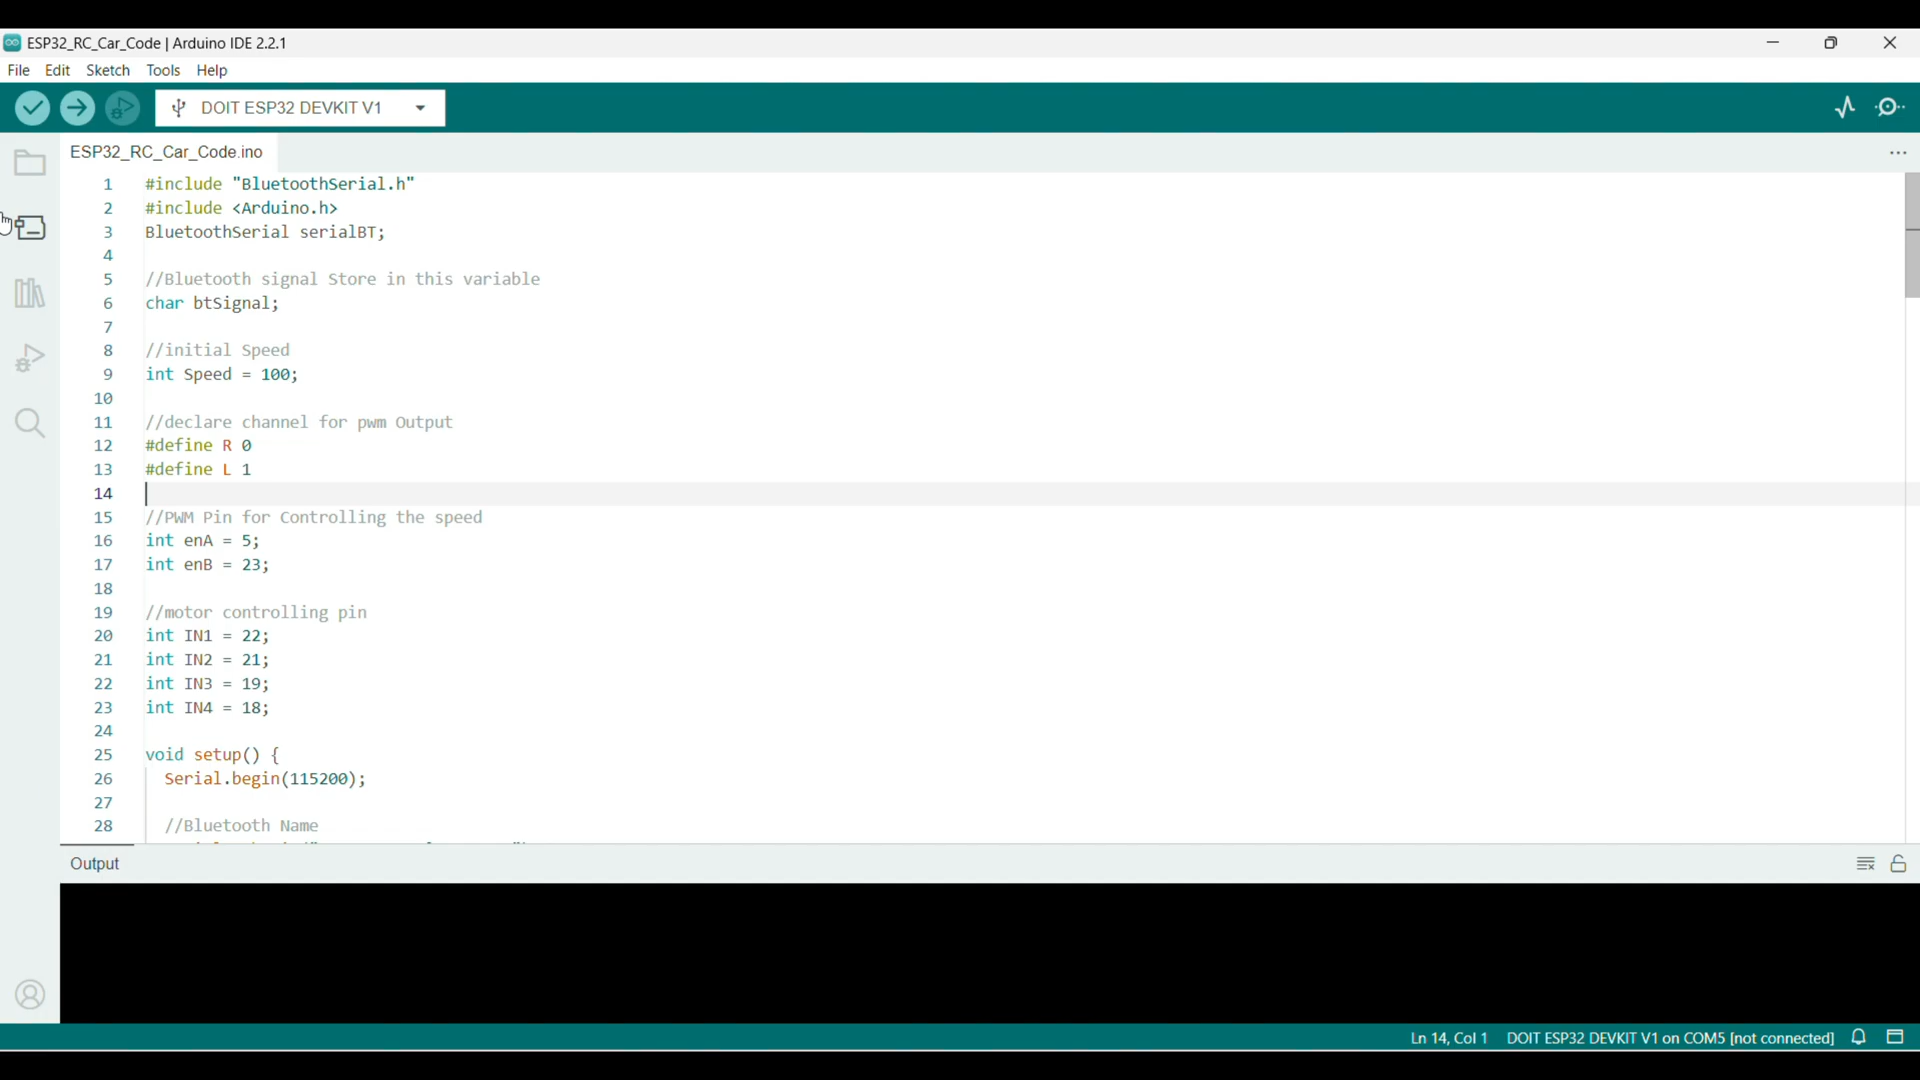 ESP32_RC_Car_Code | Arduino IDE 2.2.1
File Edit Sketch Tools Help
DOIT ESP32 DEVKIT V1
ESP32_RC_Car_Code.ino
1 #include "BluetoothSerial.h"
2 #include <Arduino.h>
3 BluetoothSerial serialBT;
4
5 //Bluetooth signal Store in this variable
6 char btSignal;
7
8 //initial Speed
9 int Speed = 100;
10
11 //declare channel for pwm Output
12 #define R 0
13 #define L 1
14
15 //PWM Pin for Controlling the speed
16 int enA = 5;
17 int enB = 23;
18
19 //motor controlling pin
20 int IN1 = 22;
21 int IN2 = 21;
22 int IN3 = 19;
23 int IN4 = 18;
24
25 void setup() {
26 Serial.begin(115200);
27
28 //Bluetooth Name
Output
Ln 14, Col 1 DOIT ESP32 DEVKIT V1 on COM5 [not connected]